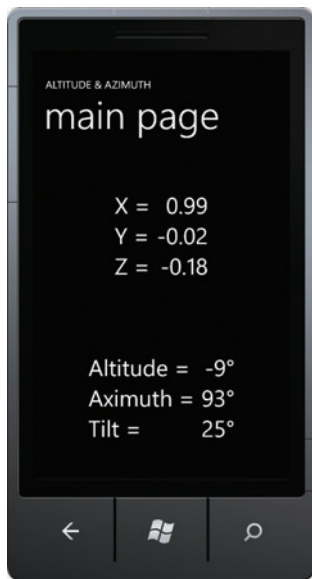 ALTITUDE & AZIMUTH
main page
X = 0.99
Y = -0.02
Z = -0.18
Altitude = -9°
Aximuth = 93°
Tilt = 25°